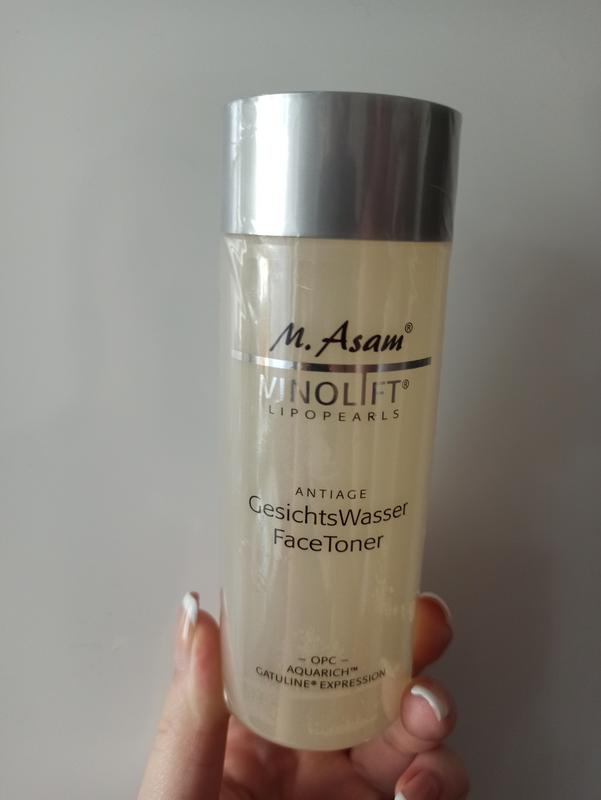 M. Asam®
VINOLIFT®
LIPOPEARLS
ANTIAGE
GesichtsWasser
FaceToner
– OPC –
AQUARICH™
GATULINE® EXPRESSION